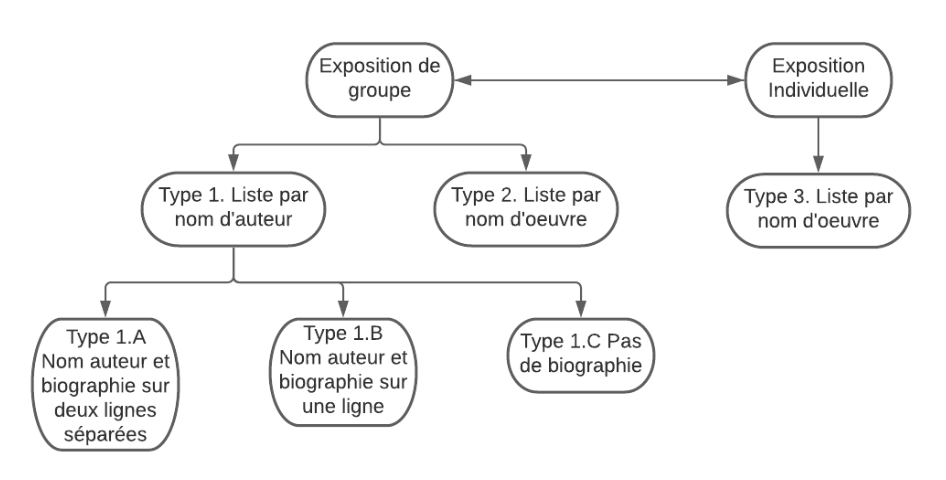 Exposition de
groupe
Exposition
Individuelle
Type 1. Liste par
nom d'auteur
Type 2. Liste par
nom d'oeuvre
Type 3. Liste par
nom d'oeuvre
Type 1.A
Nom auteur et
biographie sur
deux lignes
séparées
Type 1.B
Nom auteur et
biographie sur
une ligne
Type 1.C Pas
de biographie